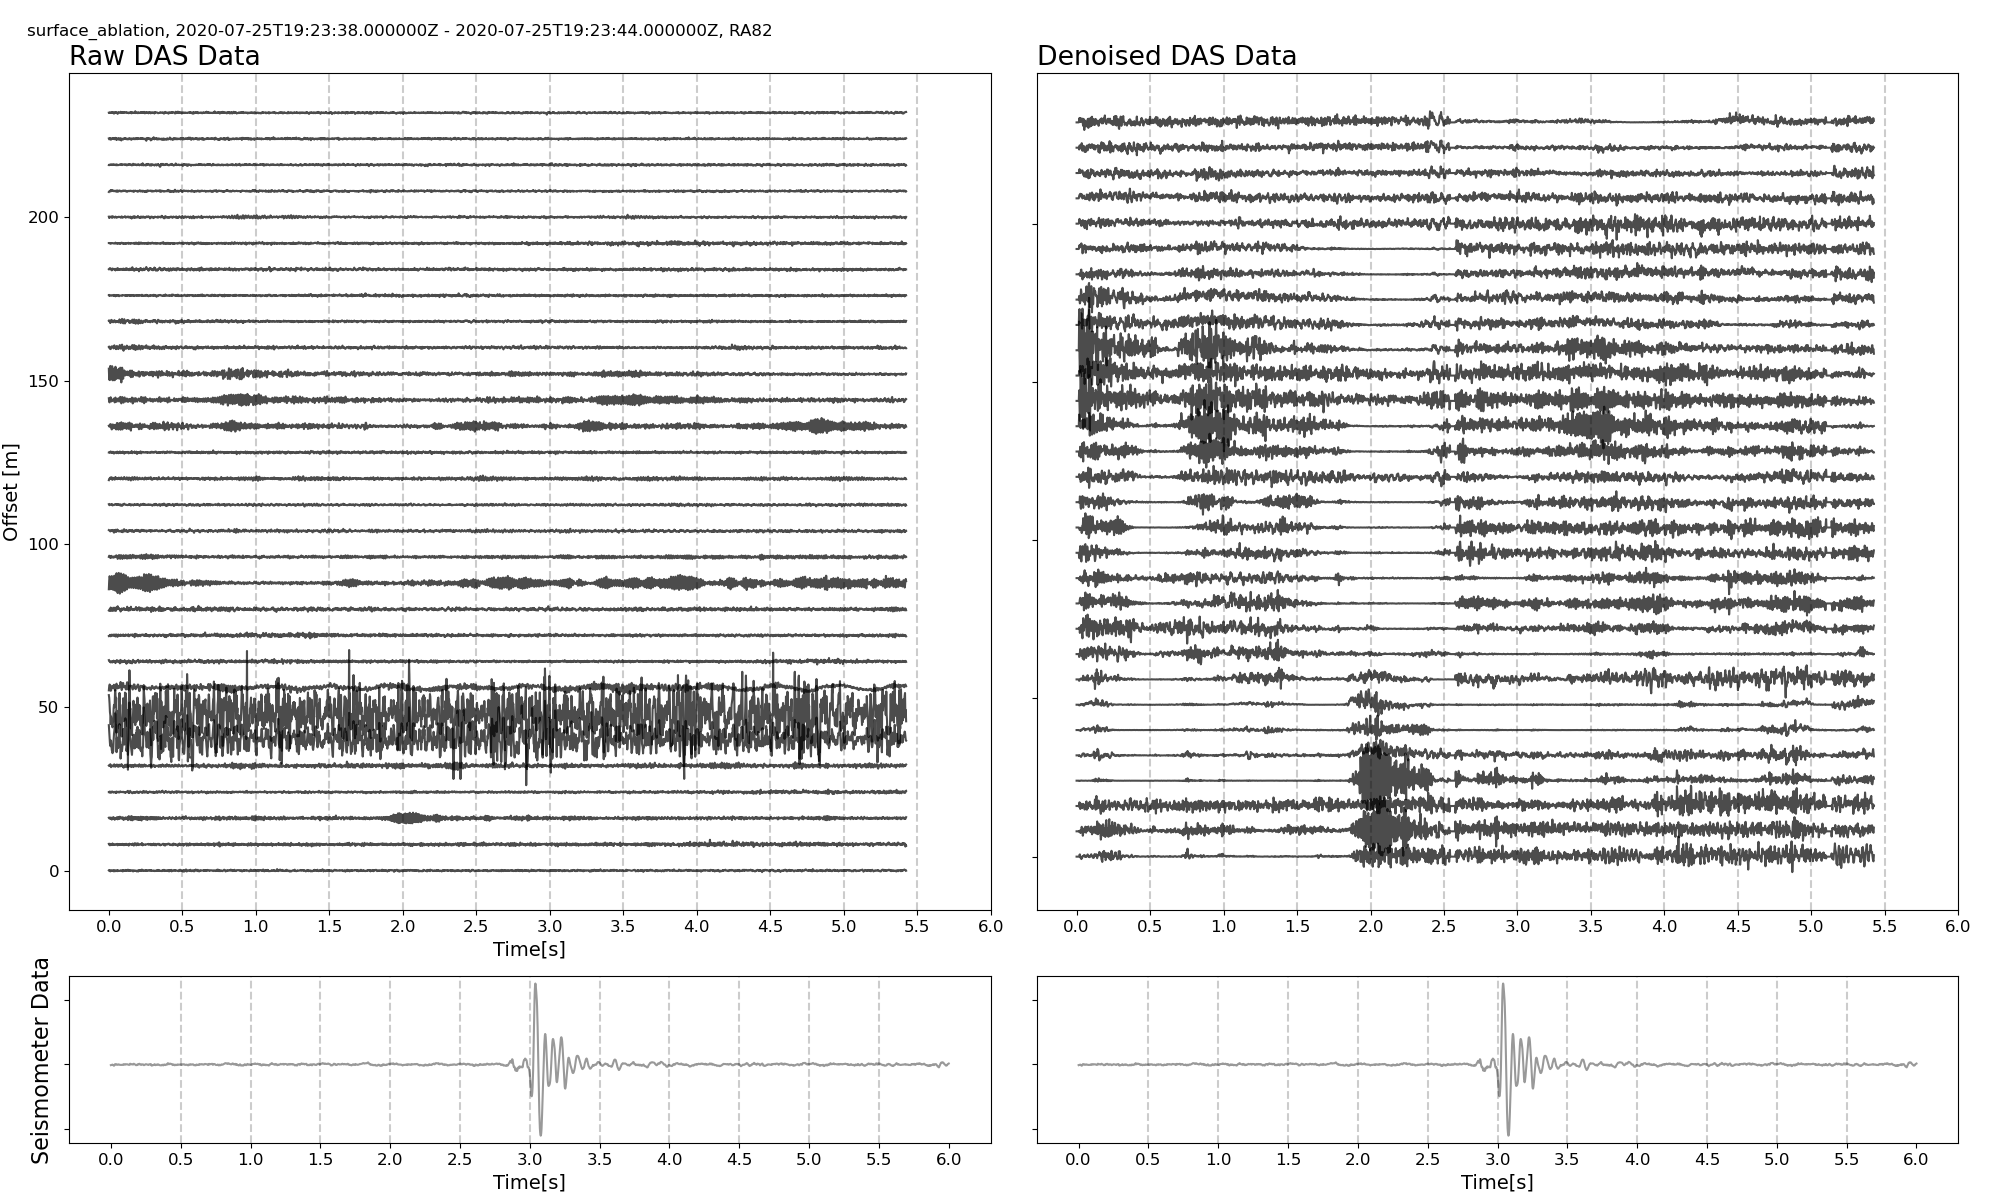 surface_ablation, 2020-07-25T19:23:38.000000Z - 2020-07-25T19:23:44.000000Z, RA82
Raw DAS Data
Denoised DAS Data
Offset [m]
200
150
100
50
0
0.0 0.5 1.0 1.5 2.0 2.5 3.0 3.5 4.0 4.5 5.0 5.5 6.0
Time[s]
0.0 0.5 1.0 1.5 2.0 2.5 3.0 3.5 4.0 4.5 5.0 5.5 6.0
Seismometer Data
0.0 0.5 1.0 1.5 2.0 2.5 3.0 3.5 4.0 4.5 5.0 5.5 6.0
Time[s]
0.0 0.5 1.0 1.5 2.0 2.5 3.0 3.5 4.0 4.5 5.0 5.5 6.0
Time[s]